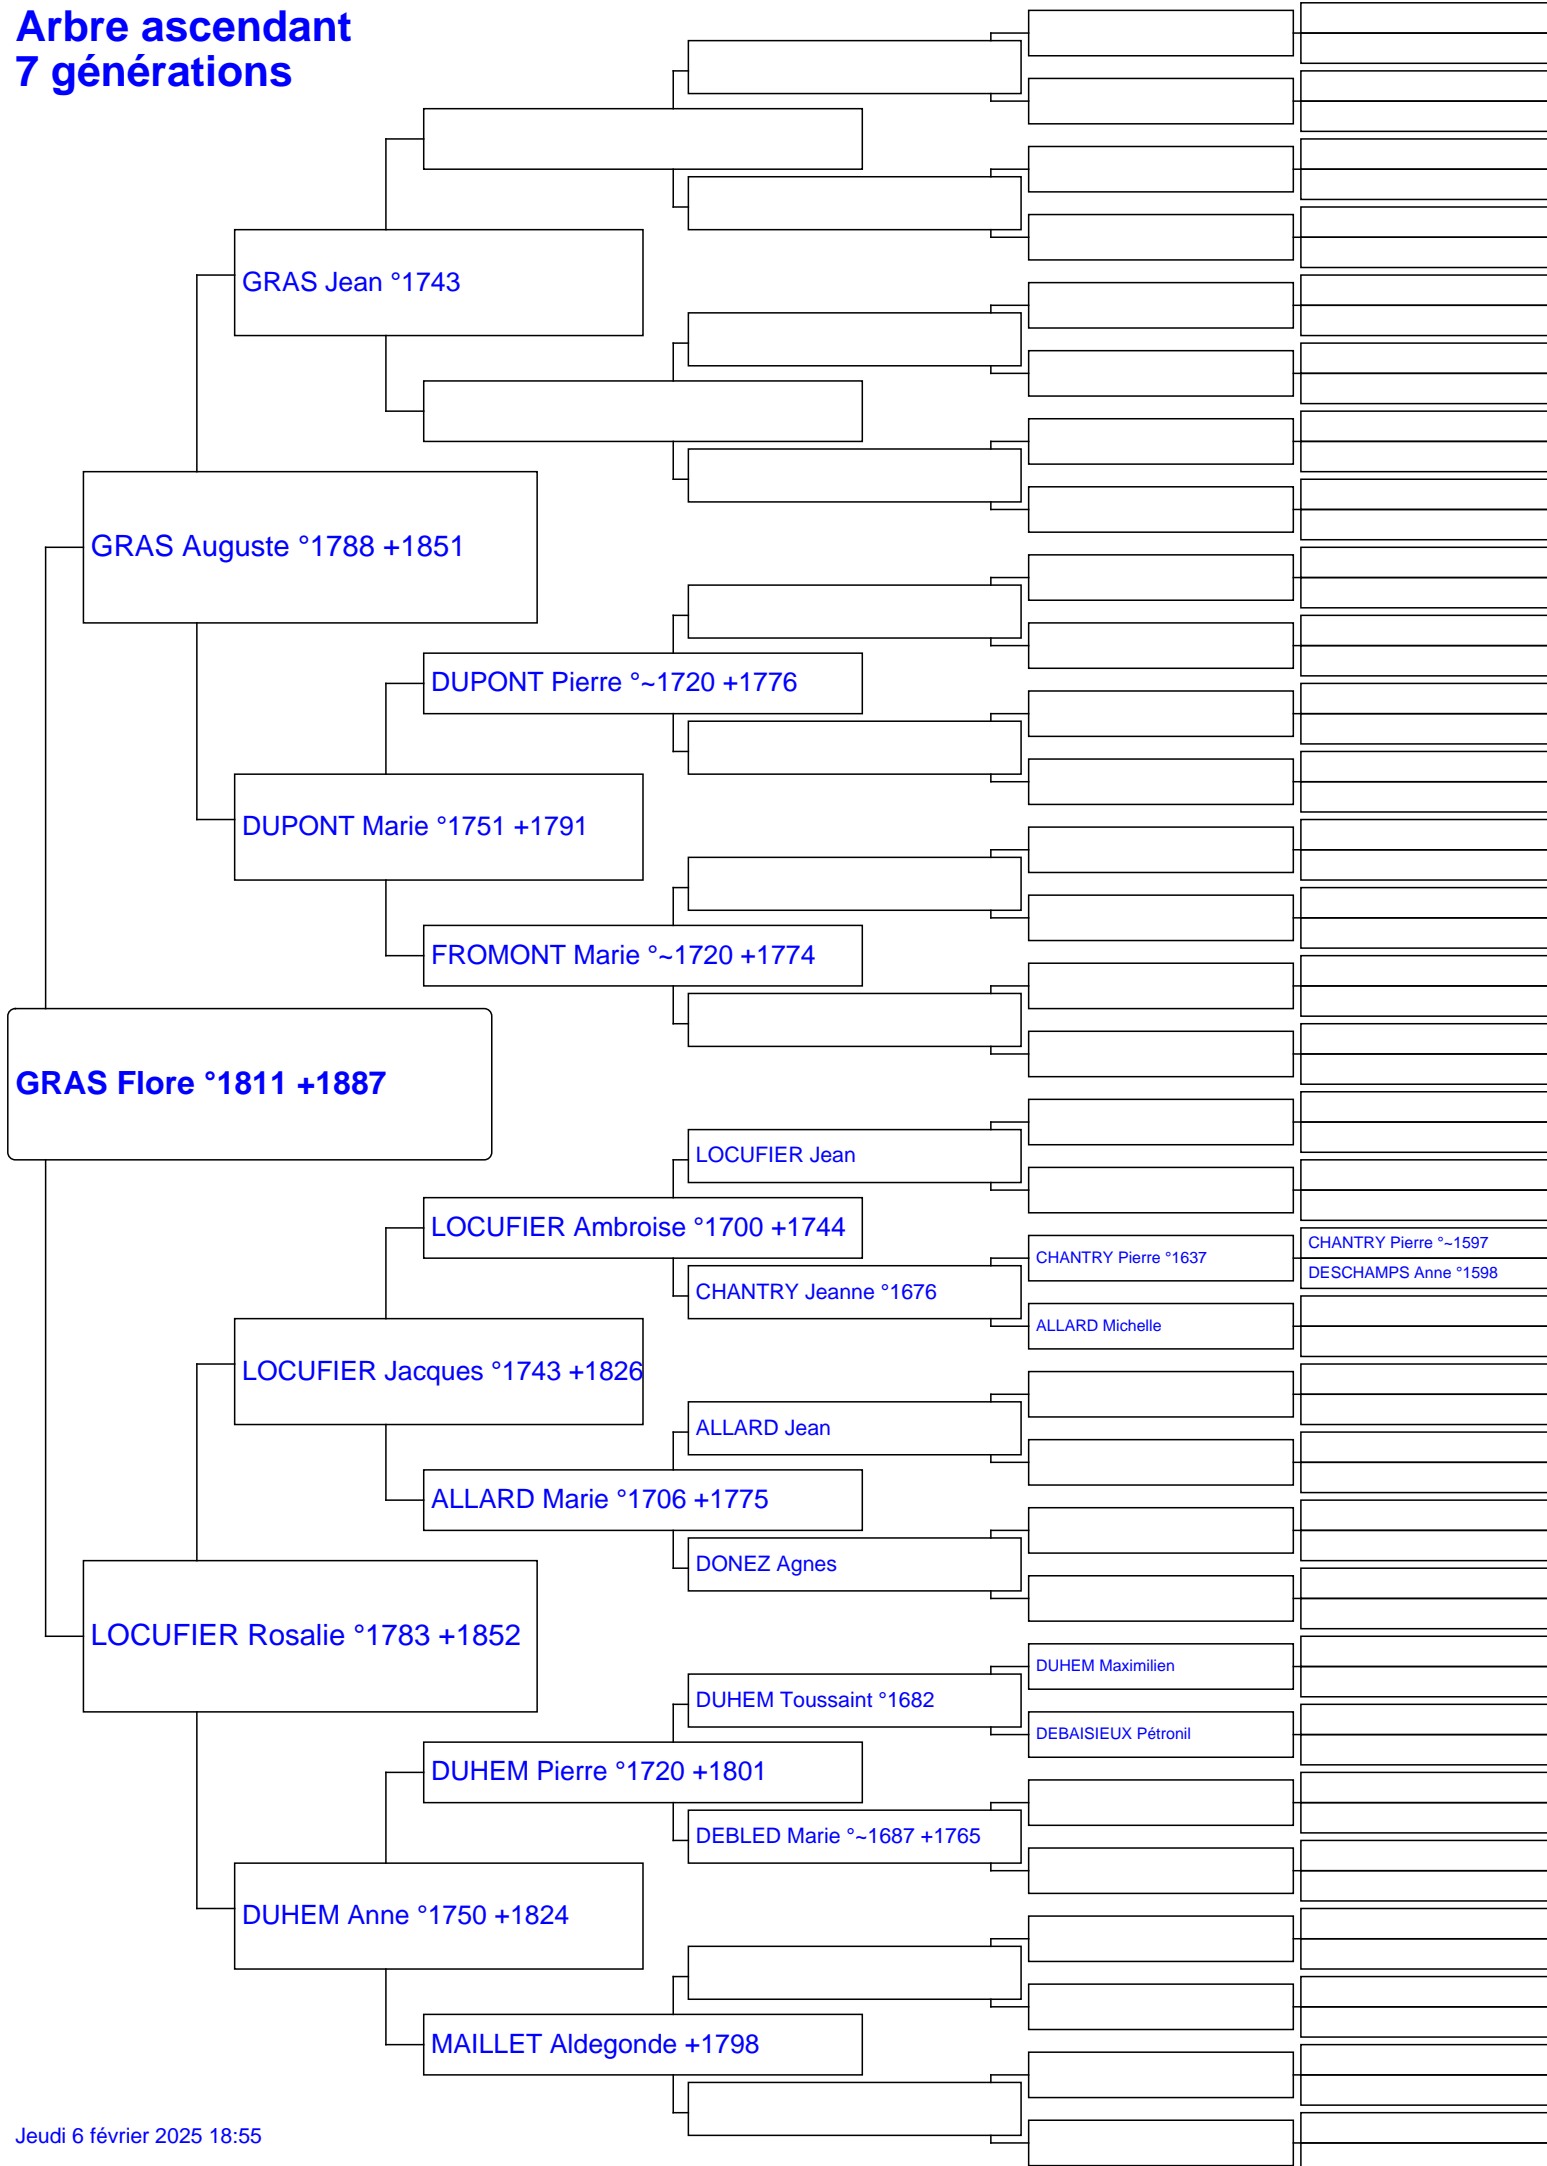 Arbre ascendant
7 générations
GRAS Jean °1743
GRAS Auguste °1788 +1851
DUPONT Pierre °~1720 +1776
DUPONT Marie °1751 +1791
FROMONT Marie °~1720 +1774
GRAS Flore °1811 +1887
LOCUFIER Jean
LOCUFIER Ambroise °1700 +1744
CHANTRY Pierre °~1597
CHANTRY Pierre °1637
DESCHAMPS Anne °1598
CHANTRY Jeanne °1676
ALLARD Michelle
LOCUFIER Jacques °1743 +1826
ALLARD Jean
ALLARD Marie °1706 +1775
DONEZ Agnes
LOCUFIER Rosalie °1783 +1852
DUHEM Maximilien
DUHEM Toussaint °1682
DEBAISIEUX Pétronil
DUHEM Pierre °1720 +1801
DEBLED Marie °~1687 +1765
DUHEM Anne °1750 +1824
MAILLET Aldegonde +1798
Jeudi 6 février 2025 18:55